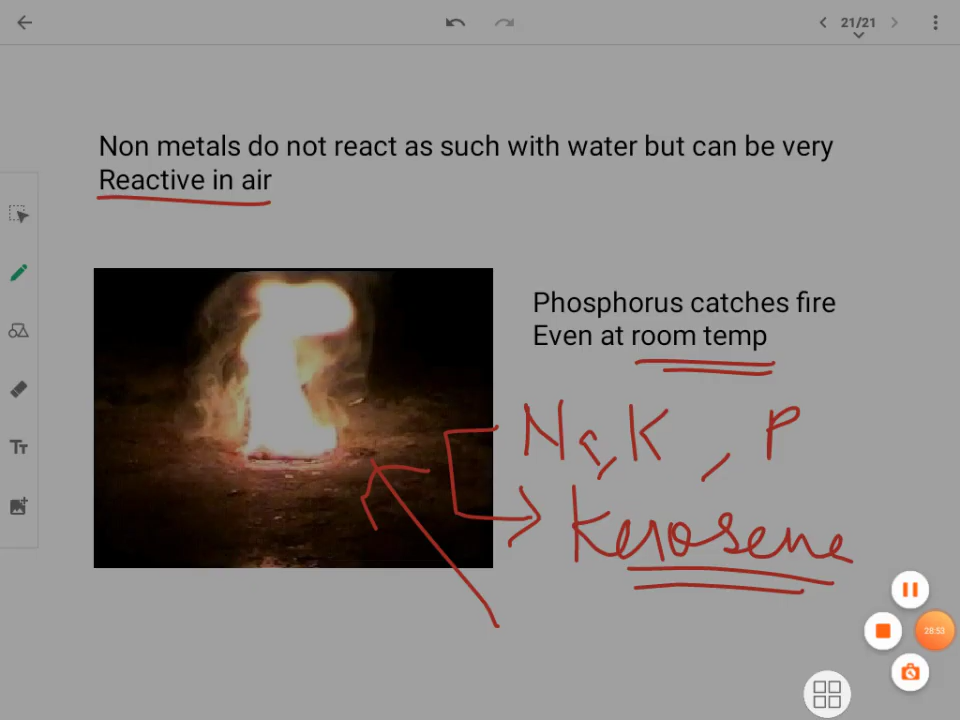 21/21
Non metals do not react as such with water but can be very
Reactive in air
Phosphorus catches fire
Even at room temp
Na, K, P
Kerosene
28:53